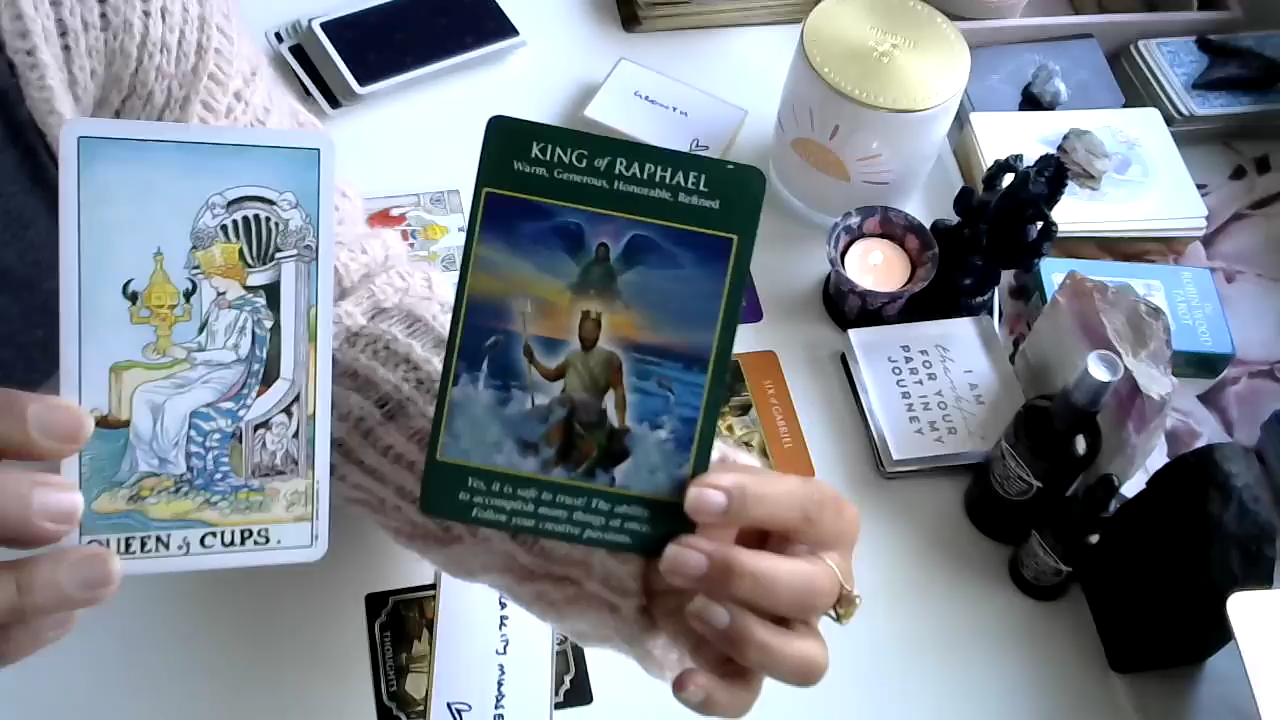 QUEEN of CUPS.
KING of RAPHAEL
Warm, Generous, Honorable, Refined
Yes, it is safe to trust! The ability
to accomplish many things at once.
Follow your creative passions.
GROWTH
SIX of GABRIEL
The
ROBIN WOOD
TAROT
I AM
thankful
FOR YOUR
PART IN MY
JOURNEY
THOUGHTS